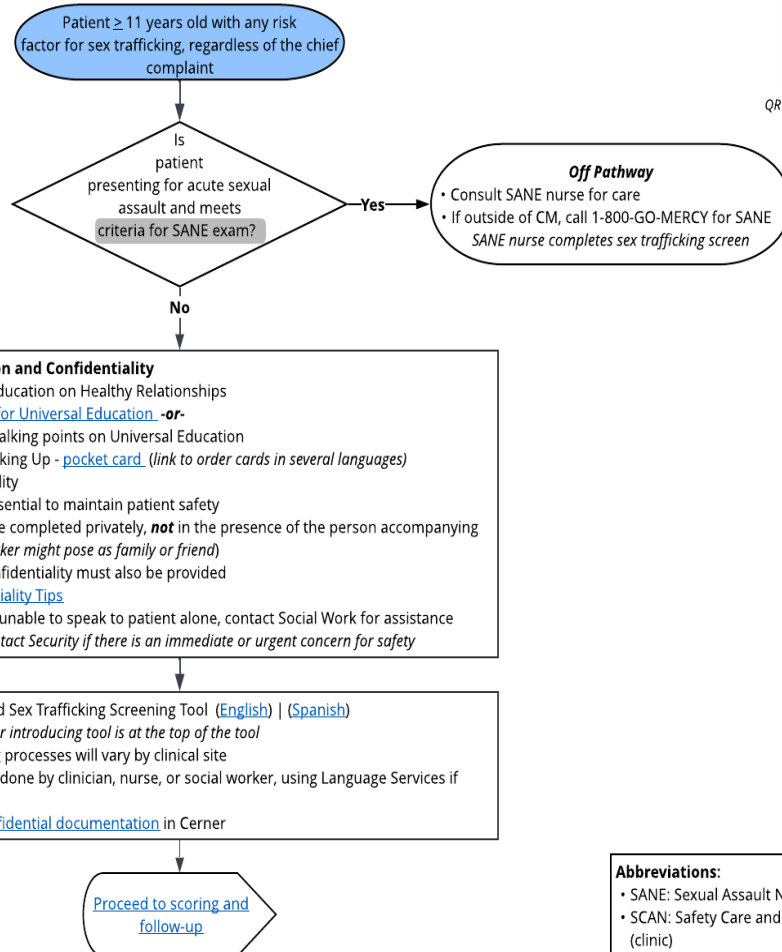 Patient ≥ 11 years old with any risk
factor for sex trafficking, regardless of the chief
complaint
QR
Is
patient
presenting for acute sexual
assault and meets
criteria for SANE exam?
Yes
Off Pathway
• Consult SANE nurse for care
• If outside of CM, call 1-800-GO-MERCY for SANE
SANE nurse completes sex trafficking screen
No
on and Confidentiality
ducation on Healthy Relationships
for Universal Education -or-
alking points on Universal Education
king Up - pocket card (link to order cards in several languages)
lity
sential to maintain patient safety
e completed privately, not in the presence of the person accompanying
ker might pose as family or friend)
nfidentiality must also be provided
iality Tips
unable to speak to patient alone, contact Social Work for assistance
tact Security if there is an immediate or urgent concern for safety
d Sex Trafficking Screening Tool (English) | (Spanish)
r introducing tool is at the top of the tool
processes will vary by clinical site
done by clinician, nurse, or social worker, using Language Services if
fidential documentation in Cerner
Proceed to scoring and
follow-up
Abbreviations:
• SANE: Sexual Assault N
• SCAN: Safety Care and
(clinic)